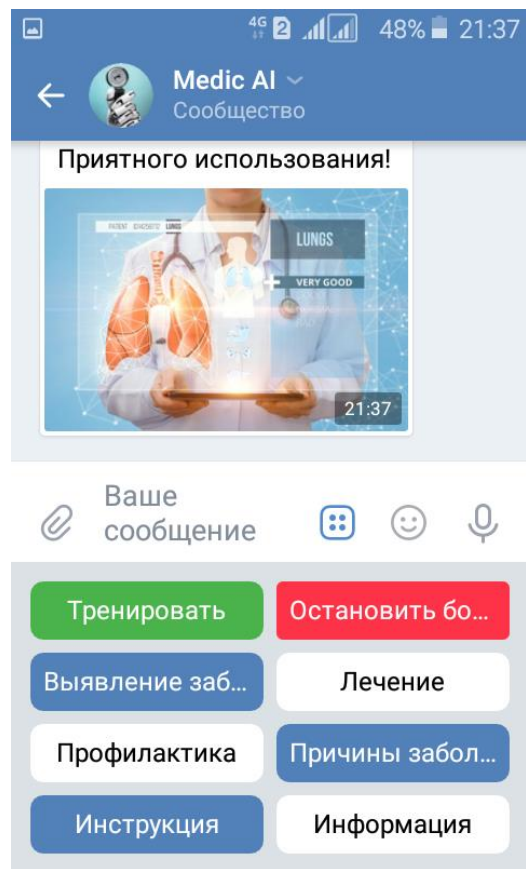 4G 2 48% 21:37
Medic AI
Сообщество
Приятного использования!
LUNGS
LUNGS
VERY GOOD
21:37
Ваше
сообщение
Тренировать
Остановить бо...
Выявление заб...
Лечение
Профилактика
Причины забол...
Инструкция
Информация